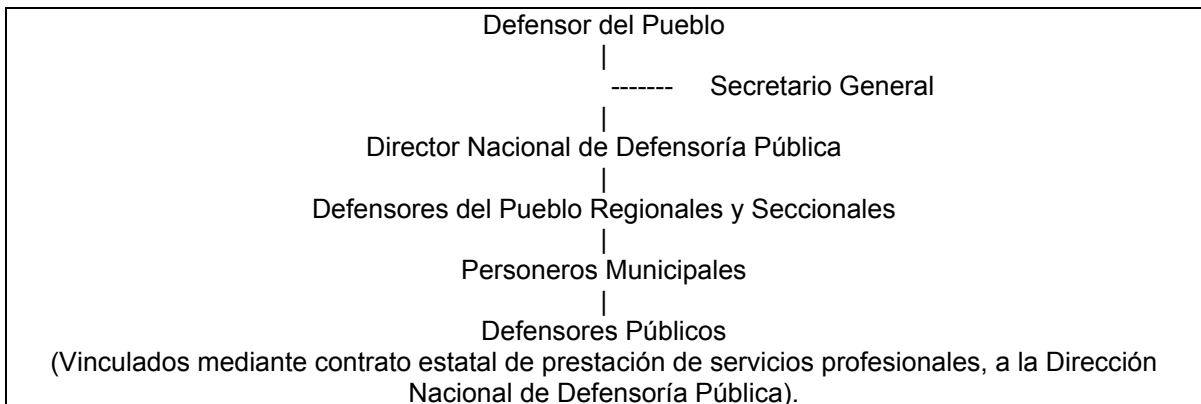 Defensor del Pueblo
|
------- Secretario General
|
Director Nacional de Defensoría Pública
|
Defensores del Pueblo Regionales y Seccionales
|
Personeros Municipales
|
Defensores Públicos
(Vinculados mediante contrato estatal de prestación de servicios profesionales, a la Dirección
Nacional de Defensoría Pública).